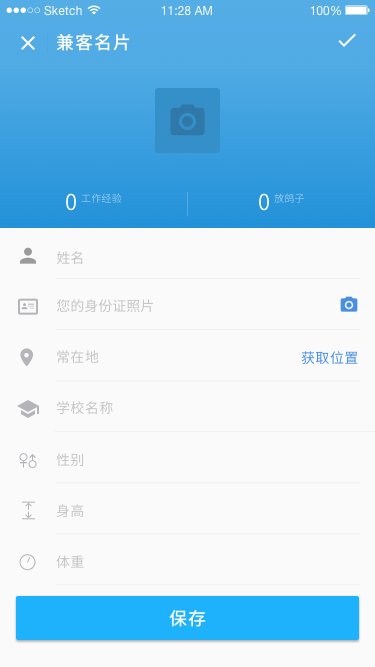 Sketch 11:28 AM 100%
兼客名片
0 工作经验 0 放鸽子
姓名
您的身份证照片
常在地 获取位置
学校名称
性别
身高
体重
保存